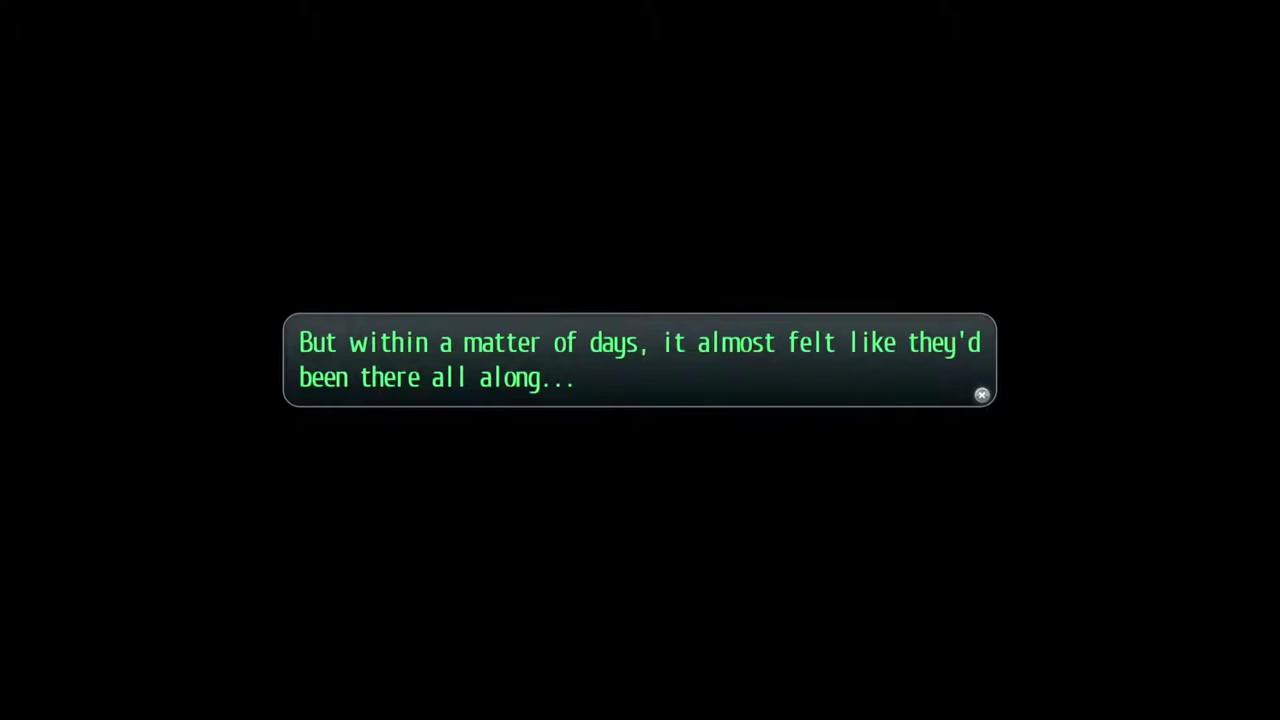 But within a matter of days, it almost felt like they'd
been there all along...